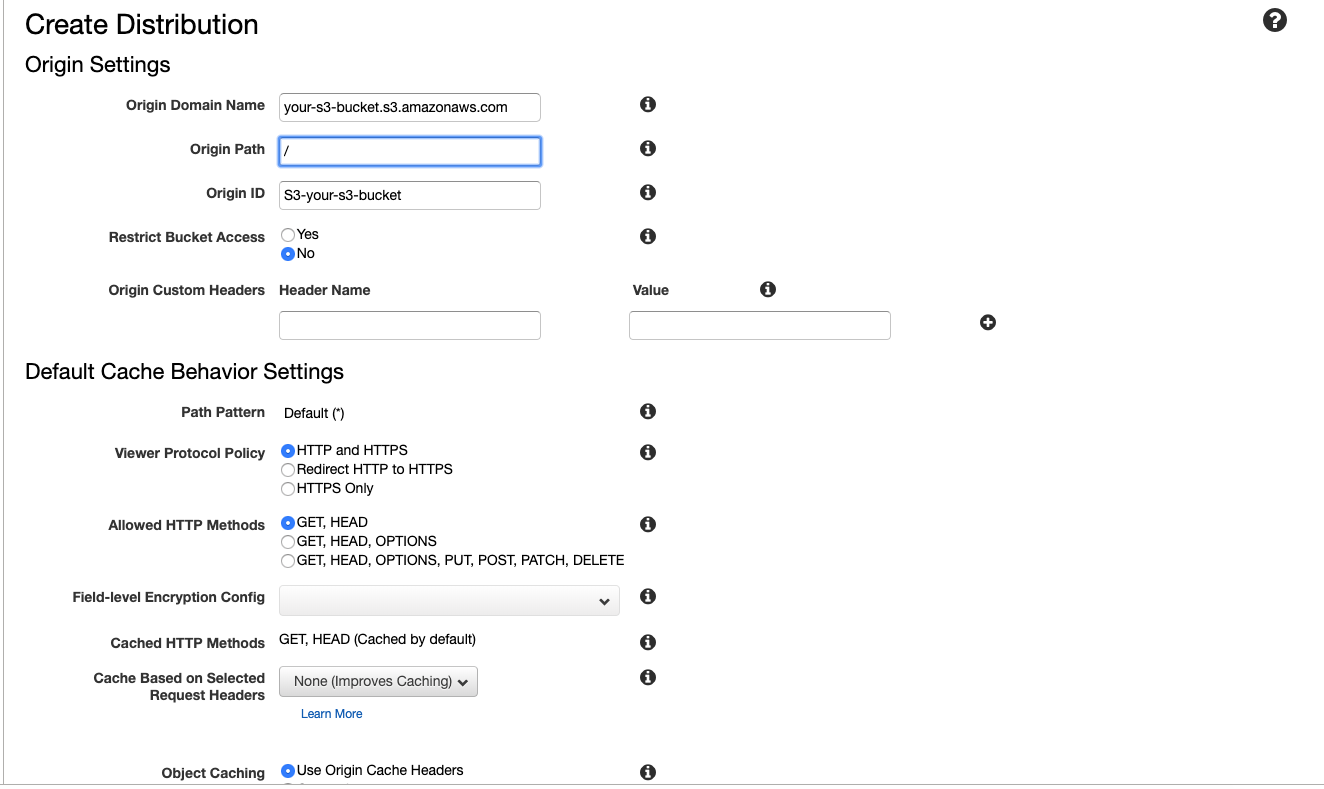 Create Distribution
Origin Settings
Origin Domain Name your-s3-bucket.s3.amazonaws.com
Origin Path /
Origin ID S3-your-s3-bucket
Restrict Bucket Access Yes
No
Origin Custom Headers Header Name Value
Default Cache Behavior Settings
Path Pattern Default (*)
Viewer Protocol Policy HTTP and HTTPS
Redirect HTTP to HTTPS
HTTPS Only
Allowed HTTP Methods GET, HEAD
GET, HEAD, OPTIONS
GET, HEAD, OPTIONS, PUT, POST, PATCH, DELETE
Field-level Encryption Config
Cached HTTP Methods GET, HEAD (Cached by default)
Cache Based on Selected None (Improves Caching)
Request Headers
Learn More
Object Caching Use Origin Cache Headers